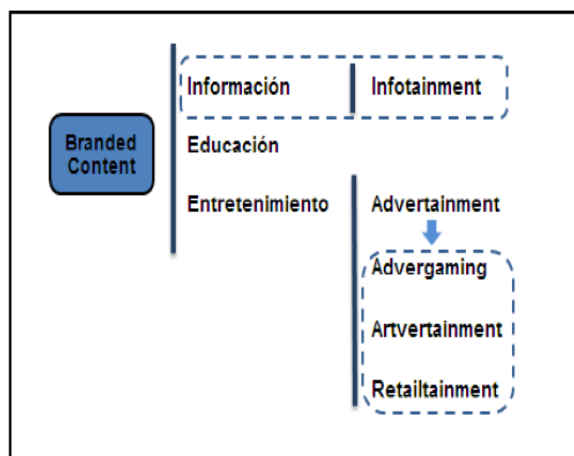 Información Infotainment
Branded
Content
Educación
Entretenimiento Advertainment
Advergaming
Artvertainment
Retailtainment